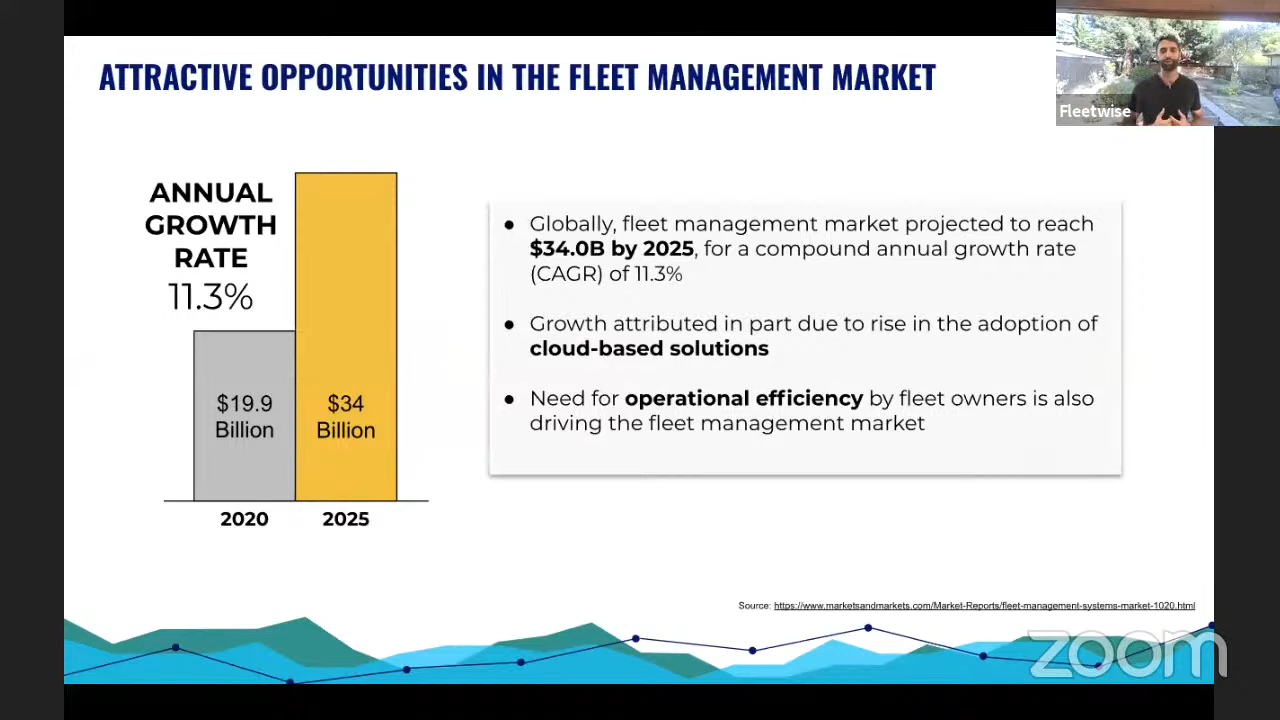 ATTRACTIVE OPPORTUNITIES IN THE FLEET MANAGEMENT MARKET
Fleetwise
ANNUAL
GROWTH
RATE
11.3%
$19.9
Billion
$34
Billion
2020
2025
● Globally, fleet management market projected to reach
$34.0B by 2025, for a compound annual growth rate
(CAGR) of 11.3%
● Growth attributed in part due to rise in the adoption of
cloud-based solutions
● Need for operational efficiency by fleet owners is also
driving the fleet management market
Source: https://www.marketsandmarkets.com/Market-Reports/fleet-management-systems-market-1020.html
zoom